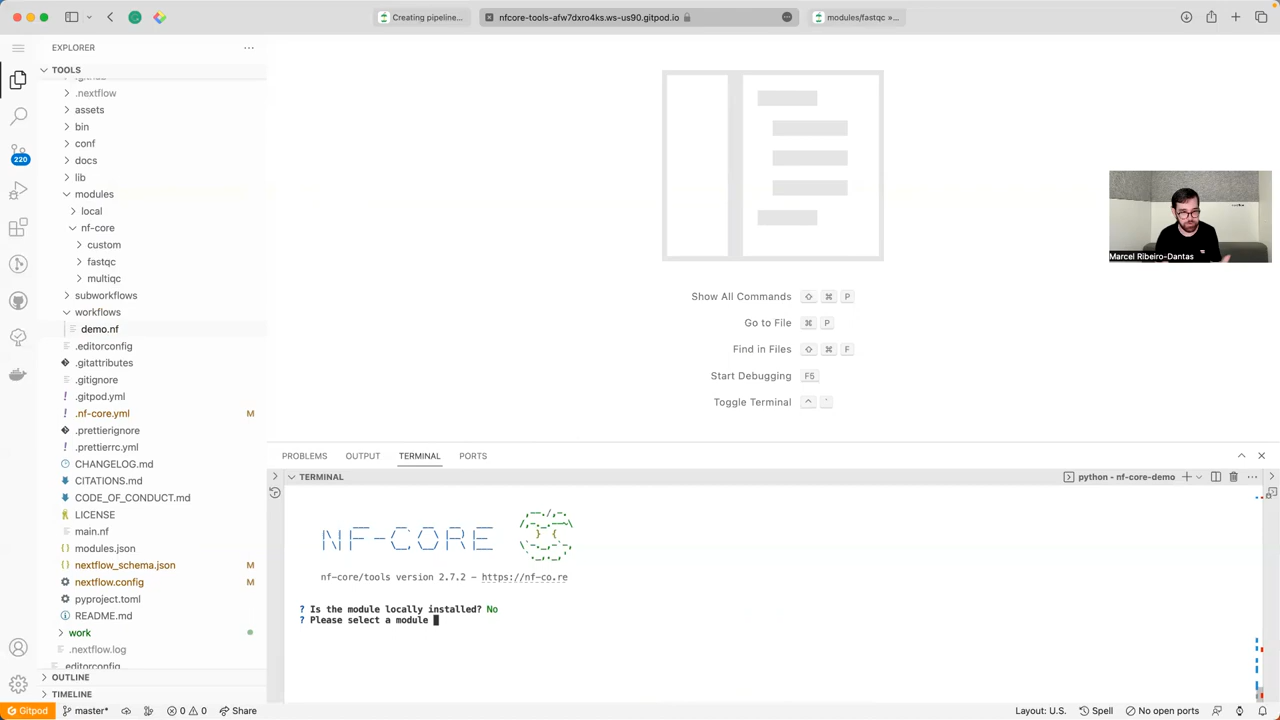 Creating pipeline...
nfcore-tools-afw7dxro4ks.ws-us90.gitpod.io
modules/fastqc »...
EXPLORER
TOOLS
.nextflow
assets
bin
conf
docs
lib
modules
local
nf-core
custom
fastqc
multiqc
subworkflows
workflows
demo.nf
.editorconfig
.gitattributes
.gitignore
.gitpod.yml
.nf-core.yml M
.prettierignore
.prettierrc.yml
CHANGELOG.md
CITATIONS.md
CODE_OF_CONDUCT.md
LICENSE
main.nf
modules.json
nextflow_schema.json M
nextflow.config M
pyproject.toml
README.md
work
.nextflow.log
editorconfig
OUTLINE
TIMELINE
220
Show All Commands ⇧ ⌘ P
Go to File ⌘ P
Find in Files ⇧ ⌘ F
Start Debugging F5
Toggle Terminal ^ `
Marcel Ribeiro-Dantas
PROBLEMS OUTPUT TERMINAL PORTS
TERMINAL
python - nf-core-demo
NF-CORE
nf-core/tools version 2.7.2 - https://nf-co.re
? Is the module locally installed? No
? Please select a module
Gitpod master* 0 0 Share
Layout: U.S. Spell No open ports